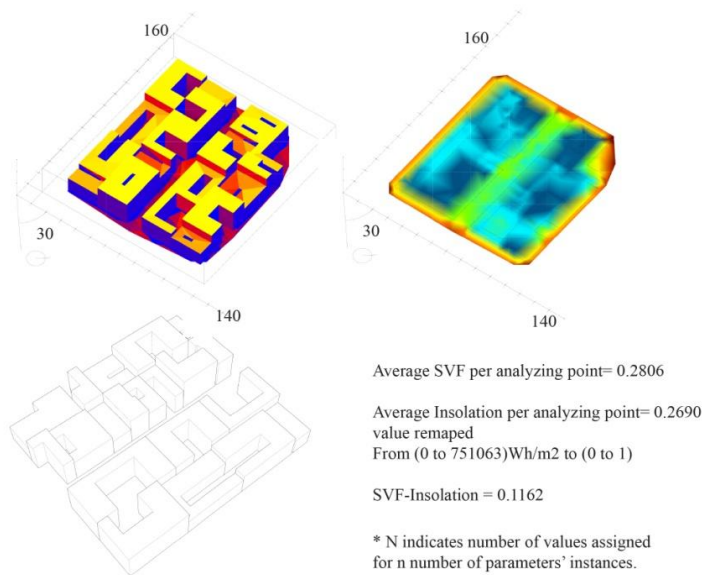 160
160
30
30
140
140
Average SVF per analyzing point= 0.2806
Average Insolation per analyzing point= 0.2690
value remaped
From (0 to 751063)Wh/m2 to (0 to 1)
SVF-Insolation = 0.1162
* N indicates number of values assigned
for n number of parameters’ instances.